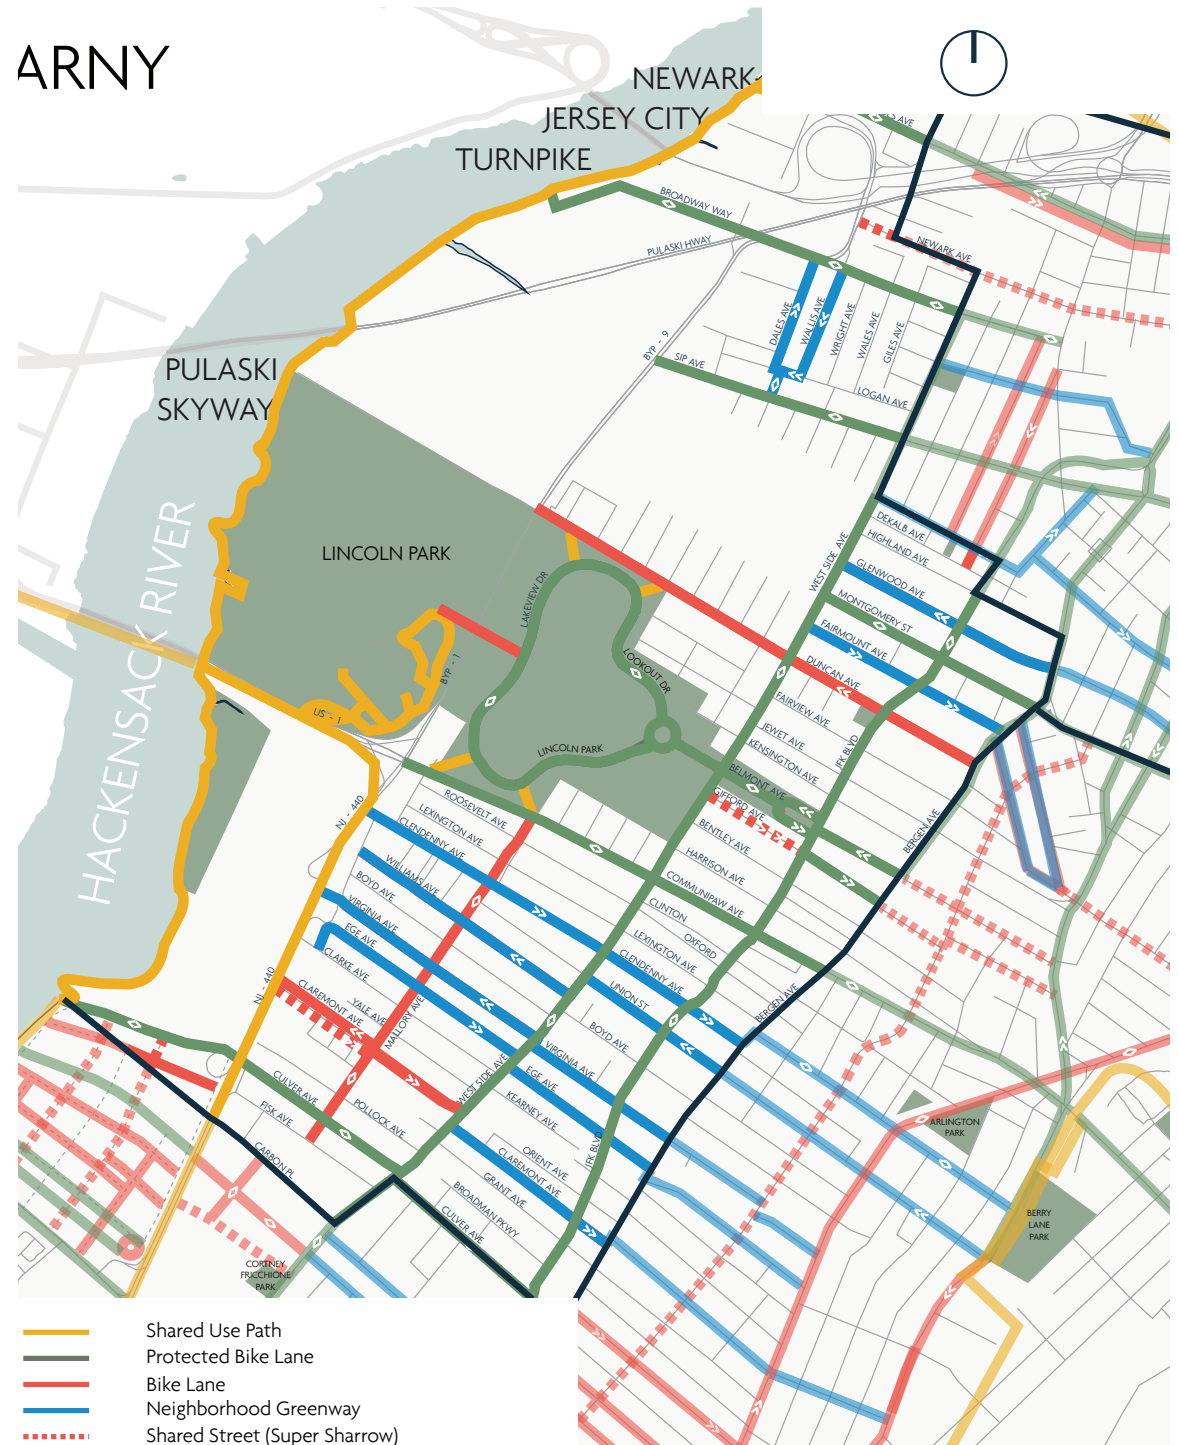 ARNY
NEWARK-
JERSEY CITY
TURNPIKE
S AVE
BROADWAY WAY
PULASKI HWAY
NEWARK AVE
DALES AVE
WALLIS AVE
WRIGHT AVE
WALES AVE
GILES AVE
BYP - 9
SIP AVE
LOGAN AVE
PULASKI
SKYWAY
HACKENSACK RIVER
LINCOLN PARK
LAKEVIEW DR
LOOKOUT DR
LINCOLN PARK
BYP - 1
US - 1
WEST SIDE AVE
DEKALB AVE
HIGHLAND AVE
GLENWOOD AVE
MONTGOMERY ST
FAIRMOUNT AVE
DUNCAN AVE
FAIRVIEW AVE
JEWET AVE
KENSINGTON AVE
JFK BLVD
BELMONT AVE
GIFFORD AVE
BENTLEY AVE
HARRISON AVE
COMMUNIPAW AVE
BERGEN AVE
NJ - 440
ROOSEVELT AVE
LEXINGTON AVE
CLENDENNY AVE
WILLIAMS AVE
BOYD AVE
VIRGINIA AVE
EGE AVE
CLARKE AVE
CLINTON
OXFORD
LEXINGTON AVE
CLENDENNY AVE
UNION ST
BOYD AVE
BERGEN AVE
NJ - 440
CLAREMONT AVE
YALE AVE
MALLORY AVE
WEST SIDE AVE
VIRGINIA AVE
EGE AVE
KEARNEY AVE
CULVER AVE
FISK AVE
POLLOCK AVE
CARBON PL
ORIENT AVE
CLAREMONT AVE
GRANT AVE
BROADMAN PKWY
CULVER AVE
JFK BLVD
ARLINGTON
PARK
BERRY
LANE
PARK
CORTNEY
FRICCHIONE
PARK
Shared Use Path
Protected Bike Lane
Bike Lane
Neighborhood Greenway
Shared Street (Super Sharrow)